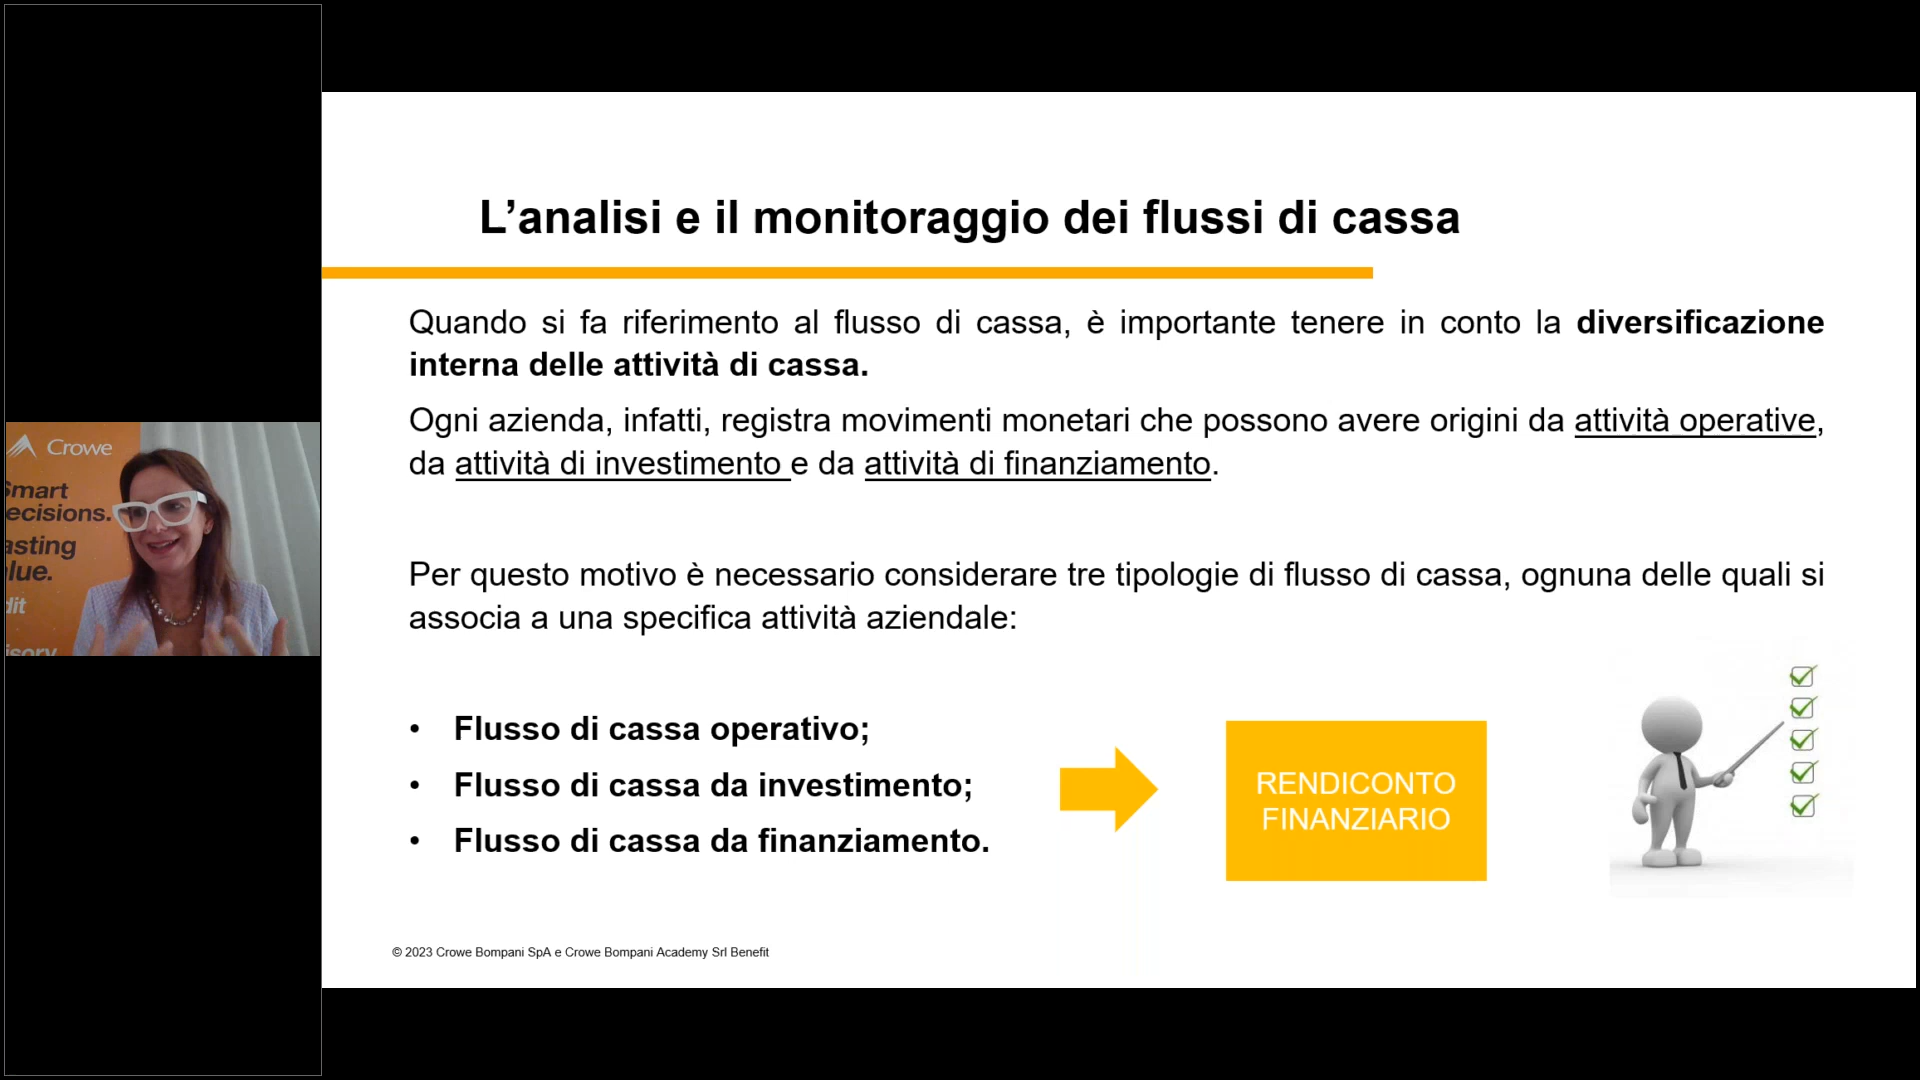 Crowe
Smart
ecisions.
asting
lue.
dit
isory
L’analisi e il monitoraggio dei flussi di cassa
Quando si fa riferimento al flusso di cassa, è importante tenere in conto la diversificazione
interna delle attività di cassa.
Ogni azienda, infatti, registra movimenti monetari che possono avere origini da attività operative,
da attività di investimento e da attività di finanziamento.
Per questo motivo è necessario considerare tre tipologie di flusso di cassa, ognuna delle quali si
associa a una specifica attività aziendale:
• Flusso di cassa operativo;
• Flusso di cassa da investimento;
• Flusso di cassa da finanziamento.
RENDICONTO
FINANZIARIO
© 2023 Crowe Bompani SpA e Crowe Bompani Academy Srl Benefit